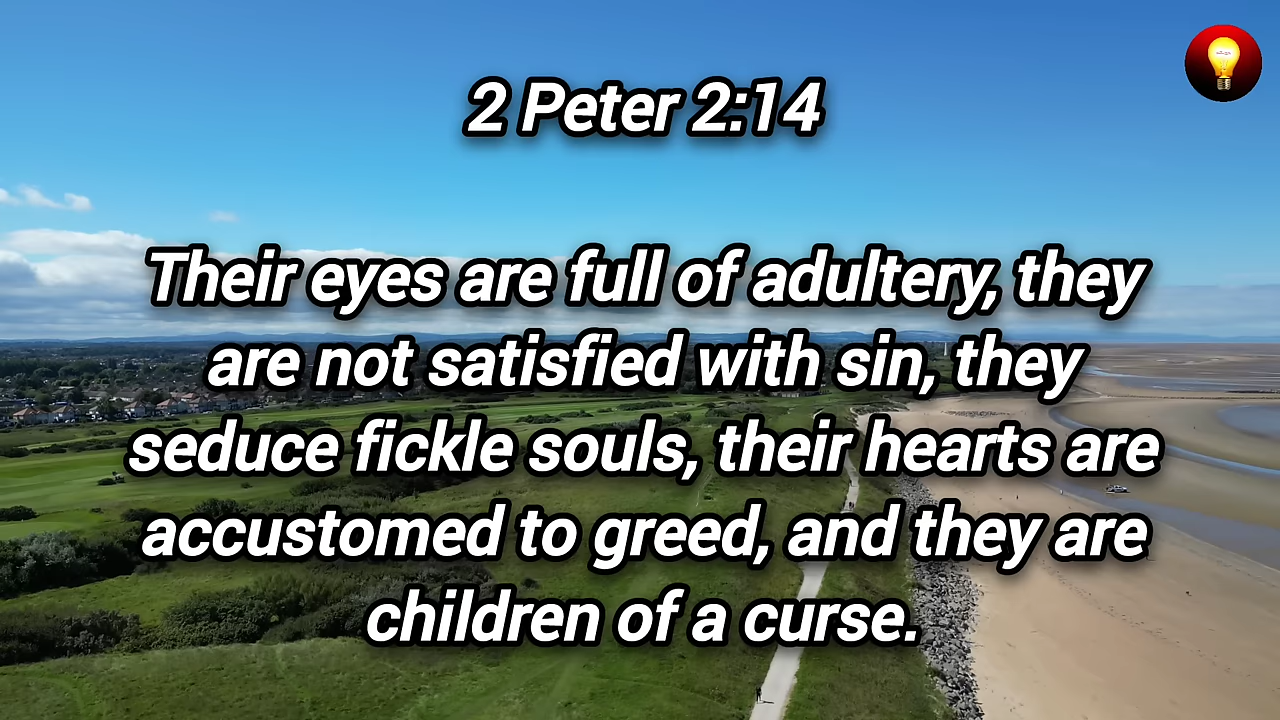 2 Peter 2:14
Their eyes are full of adultery, they
are not satisfied with sin, they
seduce fickle souls, their hearts are
accustomed to greed, and they are
children of a curse.